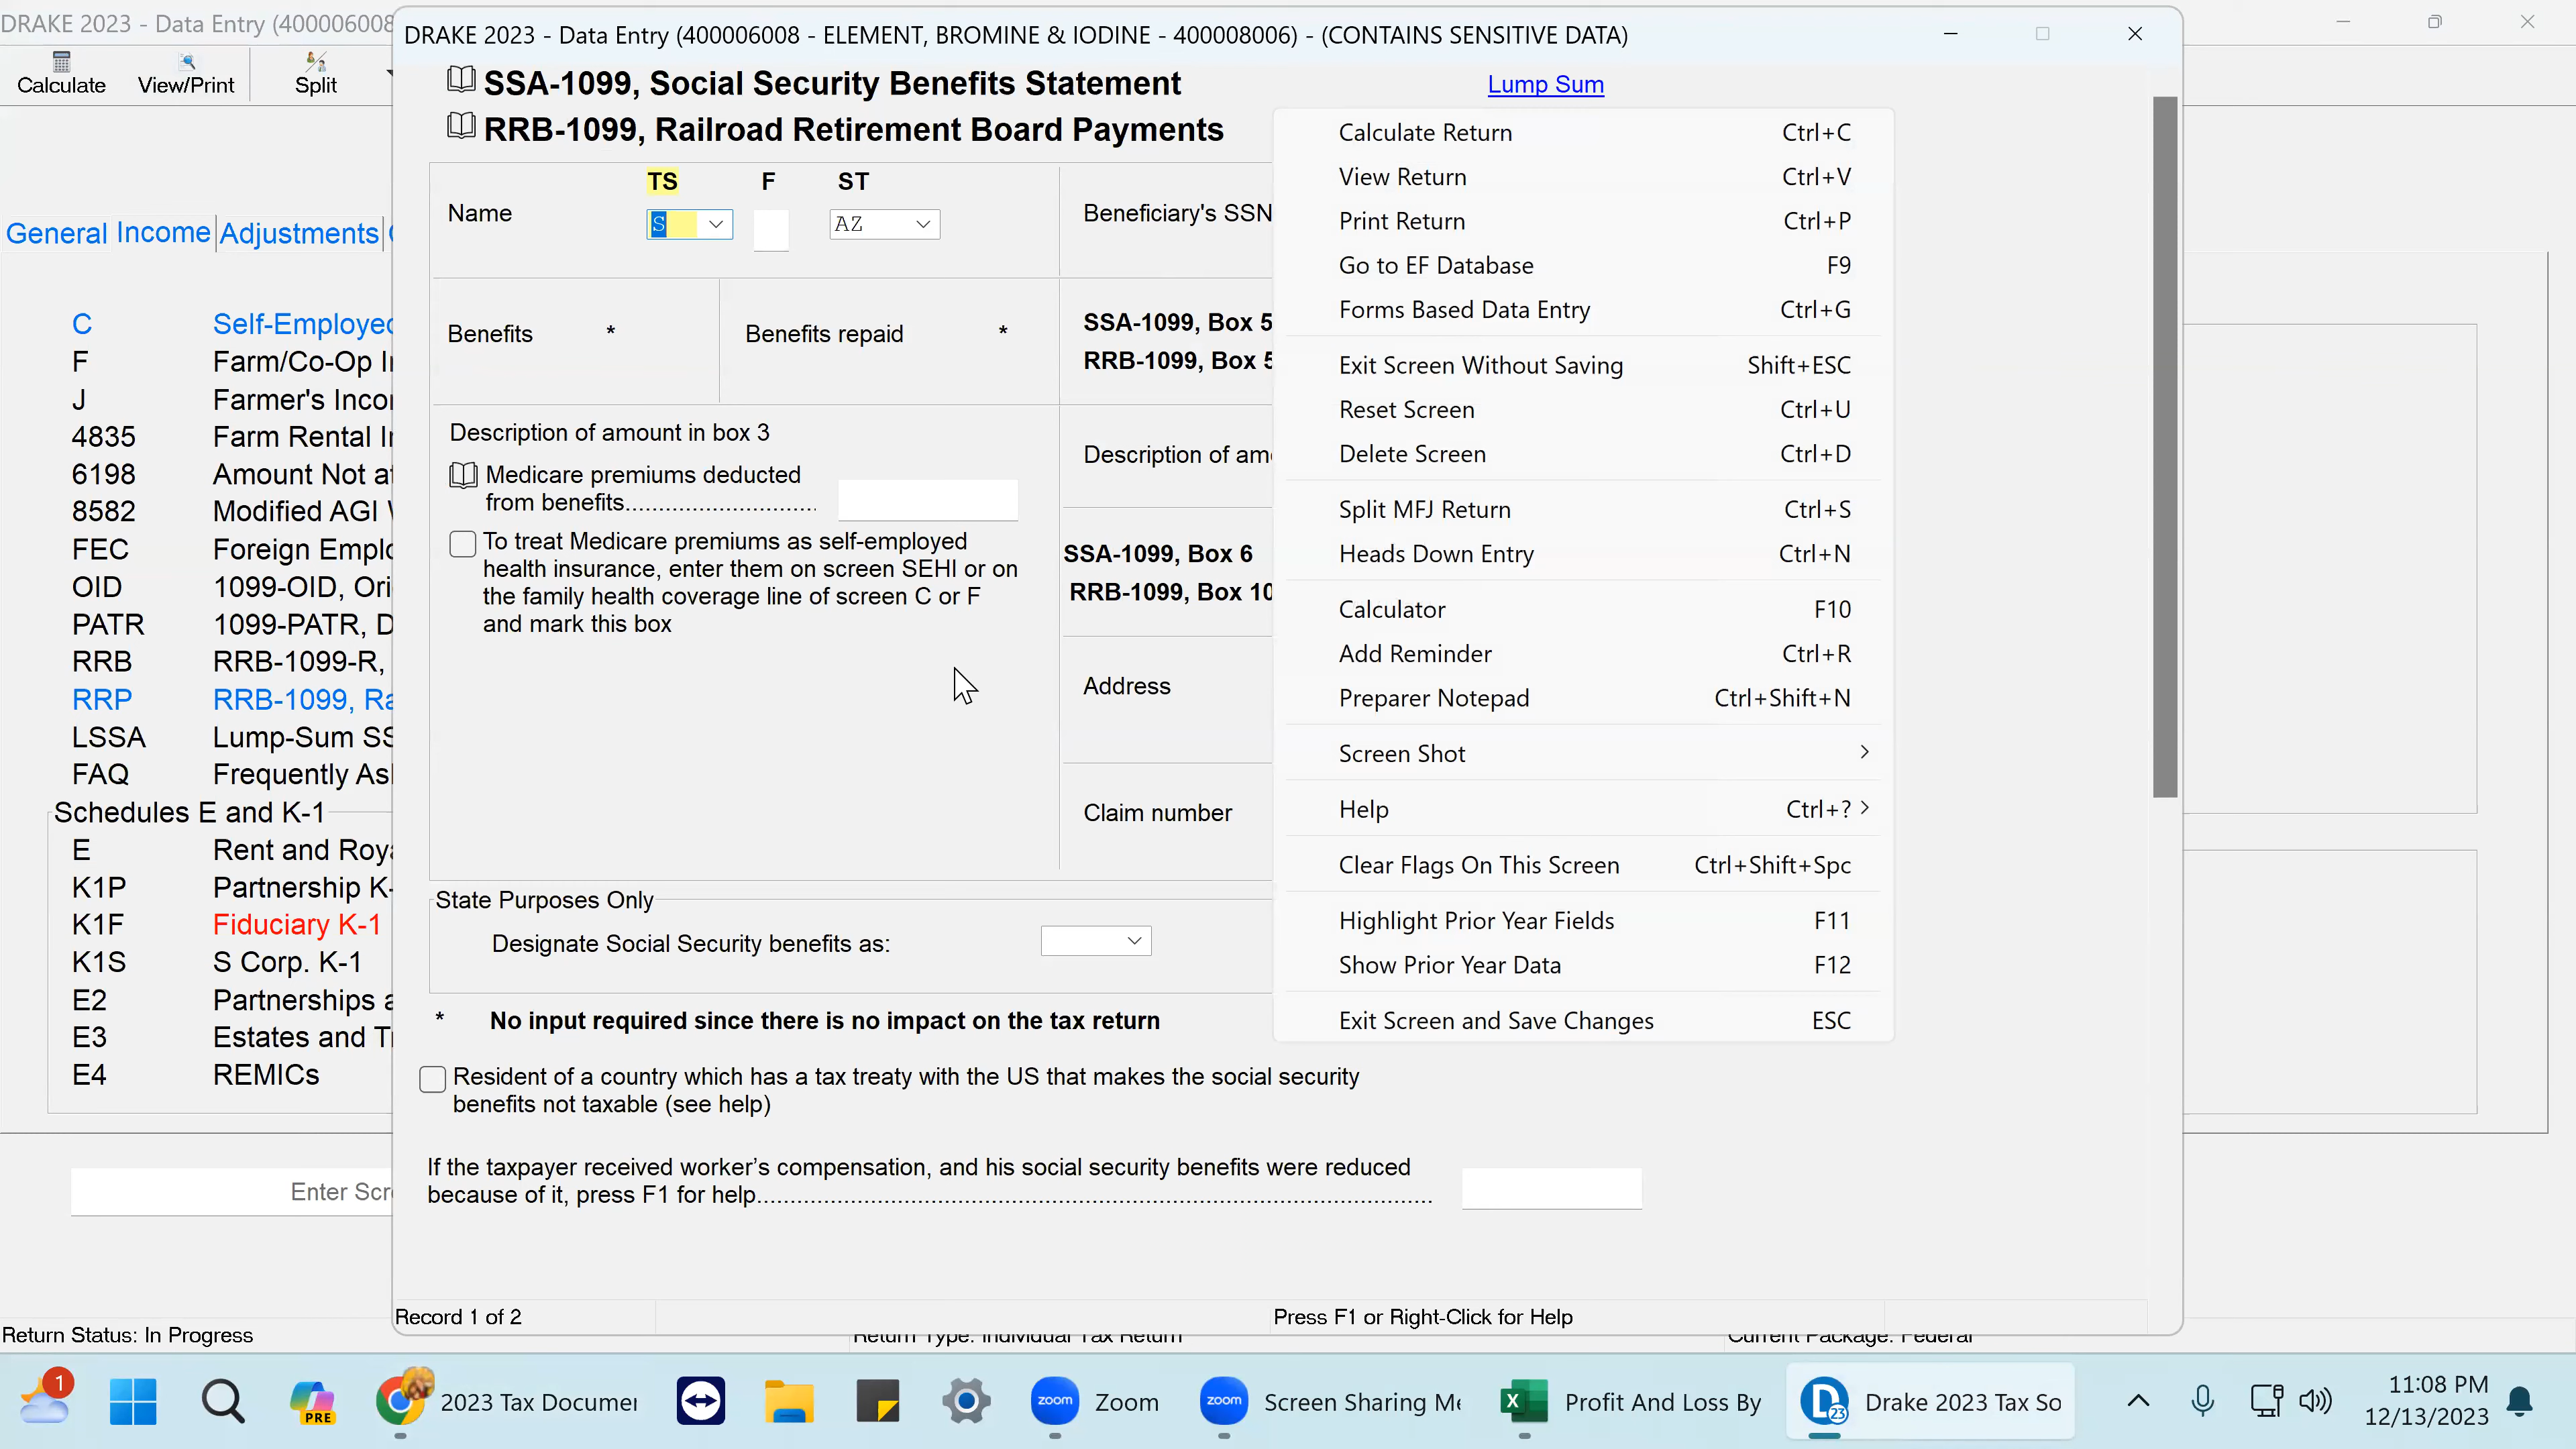 DRAKE 2023 - Data Entry (400006008
DRAKE 2023 - Data Entry (400006008 - ELEMENT, BROMINE & IODINE - 400008006) - (CONTAINS SENSITIVE DATA)
Calculate
View/Print
Split
SSA-1099, Social Security Benefits Statement
Lump Sum
RRB-1099, Railroad Retirement Board Payments
TS
F
ST
Name
S
AZ
Beneficiary's SSN
Benefits *
Benefits repaid *
SSA-1099, Box 5
RRB-1099, Box 5
Description of amount in box 3
Description of am
Medicare premiums deducted
from benefits
To treat Medicare premiums as self-employed
health insurance, enter them on screen SEHI or on
the family health coverage line of screen C or F
and mark this box
SSA-1099, Box 6
RRB-1099, Box 10
Address
Claim number
State Purposes Only
Designate Social Security benefits as:
* No input required since there is no impact on the tax return
Resident of a country which has a tax treaty with the US that makes the social security
benefits not taxable (see help)
If the taxpayer received worker's compensation, and his social security benefits were reduced
because of it, press F1 for help
Record 1 of 2
Press F1 or Right-Click for Help
Calculate Return Ctrl+C
View Return Ctrl+V
Print Return Ctrl+P
Go to EF Database F9
Forms Based Data Entry Ctrl+G
Exit Screen Without Saving Shift+ESC
Reset Screen Ctrl+U
Delete Screen Ctrl+D
Split MFJ Return Ctrl+S
Heads Down Entry Ctrl+N
Calculator F10
Add Reminder Ctrl+R
Preparer Notepad Ctrl+Shift+N
Screen Shot
Help Ctrl+?
Clear Flags On This Screen Ctrl+Shift+Spc
Highlight Prior Year Fields F11
Show Prior Year Data F12
Exit Screen and Save Changes ESC
General
Income
Adjustments
C Self-Employed
F Farm/Co-Op
J Farmer's Inco
4835 Farm Rental
6198 Amount Not a
8582 Modified AGI
FEC Foreign Empl
OID 1099-OID, Ori
PATR 1099-PATR, D
RRB RRB-1099-R,
RRP RRB-1099, Ra
LSSA Lump-Sum SS
FAQ Frequently As
Schedules E and K-1
E Rent and Roya
K1P Partnership K-
K1F Fiduciary K-1
K1S S Corp. K-1
E2 Partnerships a
E3 Estates and T
E4 REMICs
Enter Scr
Return Status: In Progress
Return Type: Individual Tax Return
Current Package: Federal
1
PRE
2023 Tax Documen
zoom
Zoom
zoom
Screen Sharing Me
Profit And Loss By
D
23
Drake 2023 Tax So
11:08 PM
12/13/2023